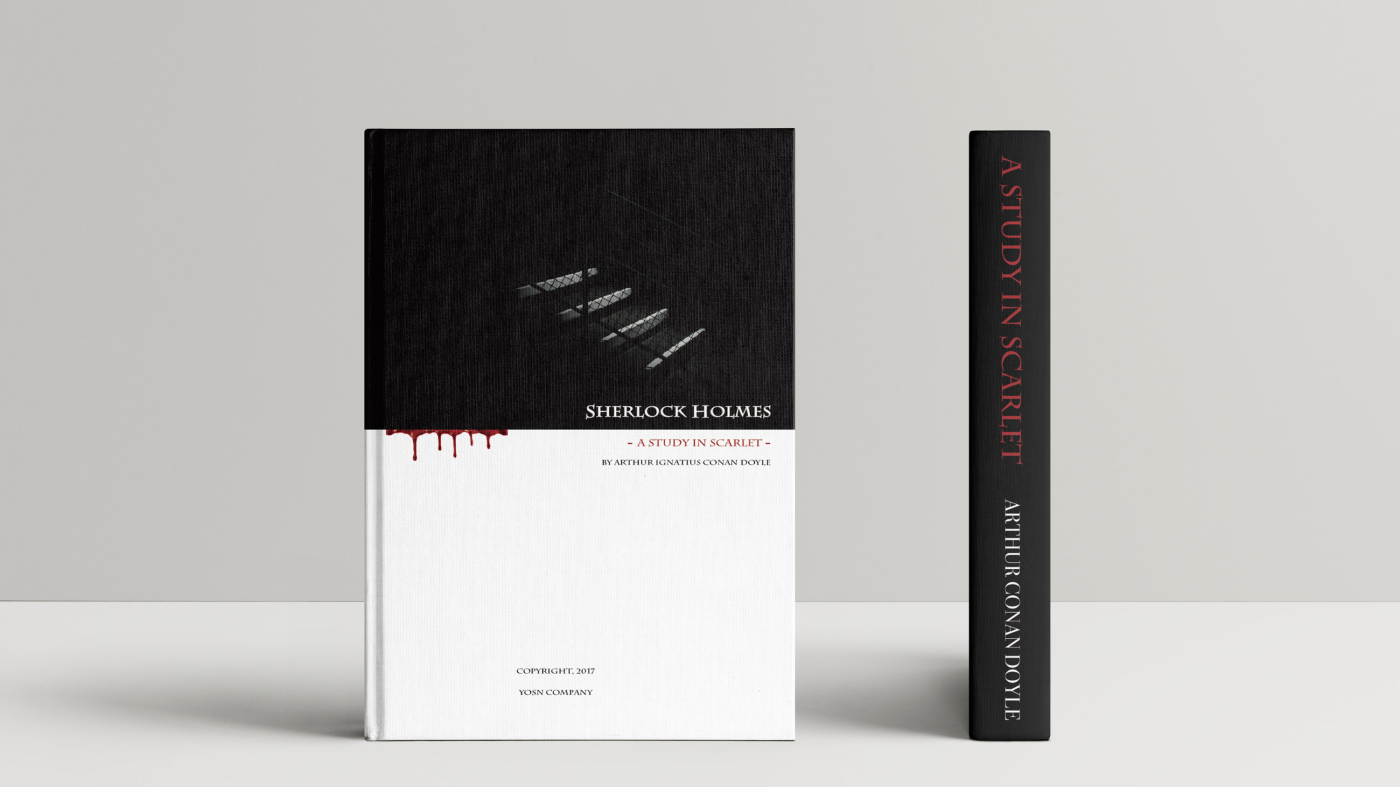 SHERLOCK HOLMES
- A STUDY IN SCARLET -
BY ARTHUR IGNATIUS CONAN DOYLE
COPYRIGHT, 2017
YOSN COMPANY
A STUDY IN SCARLET
ARTHUR CONAN DOYLE